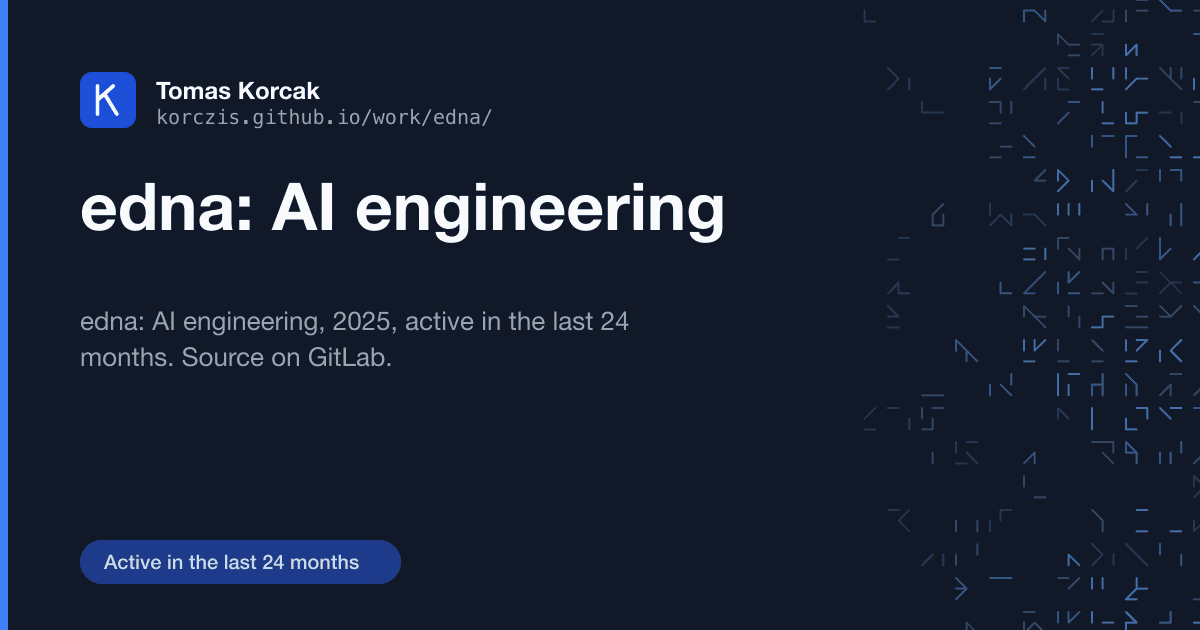 K
Tomas Korcak
korczis.github.io/work/edna/
edna: AI engineering
edna: AI engineering, 2025, active in the last 24
months. Source on GitLab.
Active in the last 24 months